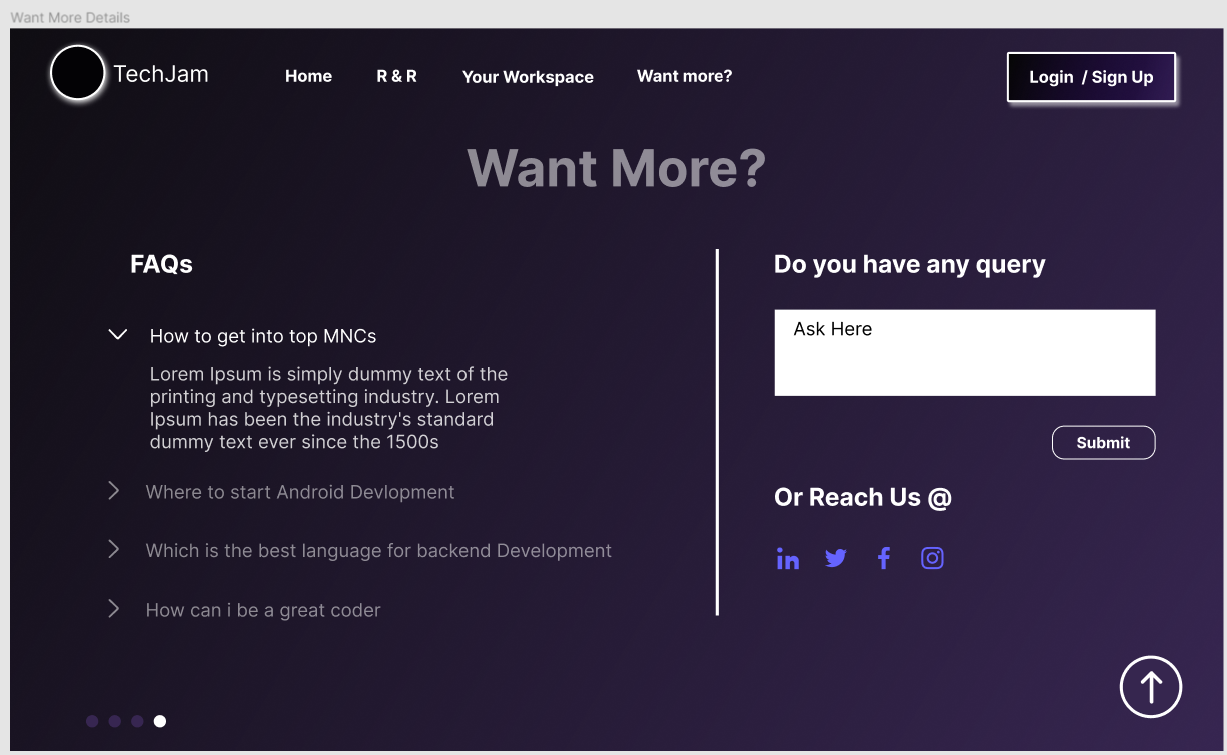 Want More Details
TechJam
Home
R & R
Your Workspace
Want more?
Login / Sign Up
Want More?
FAQs
How to get into top MNCs
Lorem Ipsum is simply dummy text of the
printing and typesetting industry. Lorem
Ipsum has been the industry's standard
dummy text ever since the 1500s
Where to start Android Devlopment
Which is the best language for backend Development
How can i be a great coder
Do you have any query
Ask Here
Submit
Or Reach Us @